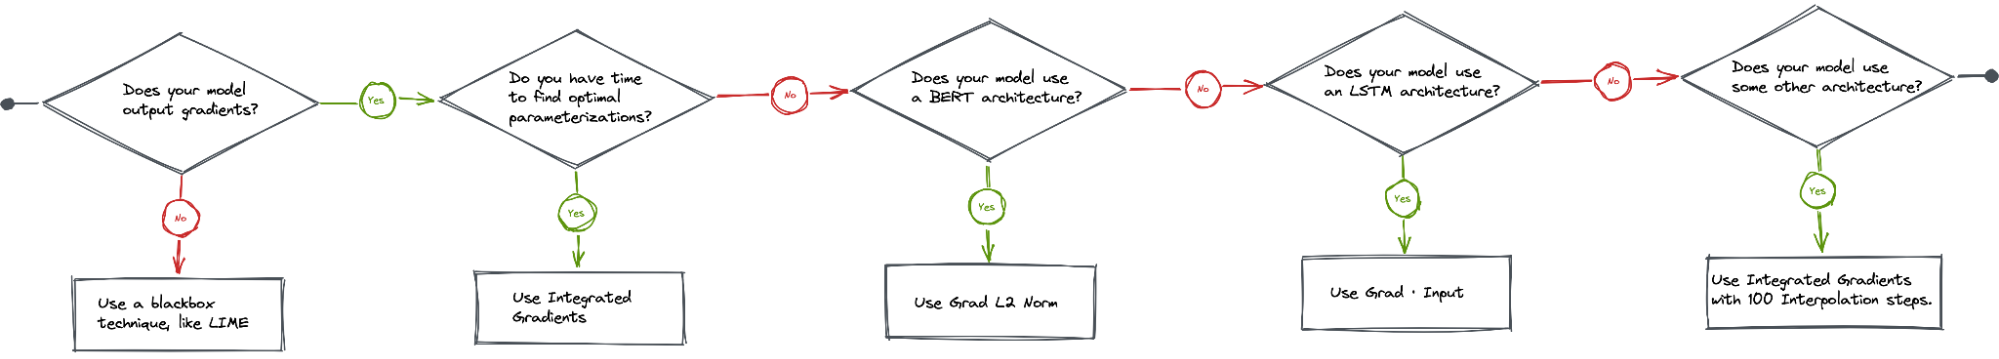 Does your model
output gradients?
Yes
No
Use a blackbox
technique, like LIME
Do you have time
to find optimal
parameterizations?
No
Yes
Use Integrated
Gradients
Does your model use
a BERT architecture?
No
Yes
Use Grad L2 Norm
Does your model use
an LSTM architecture?
No
Yes
Use Grad · Input
Does your model use
some other architecture?
Yes
Use Integrated Gradients
with 100 Interpolation steps.